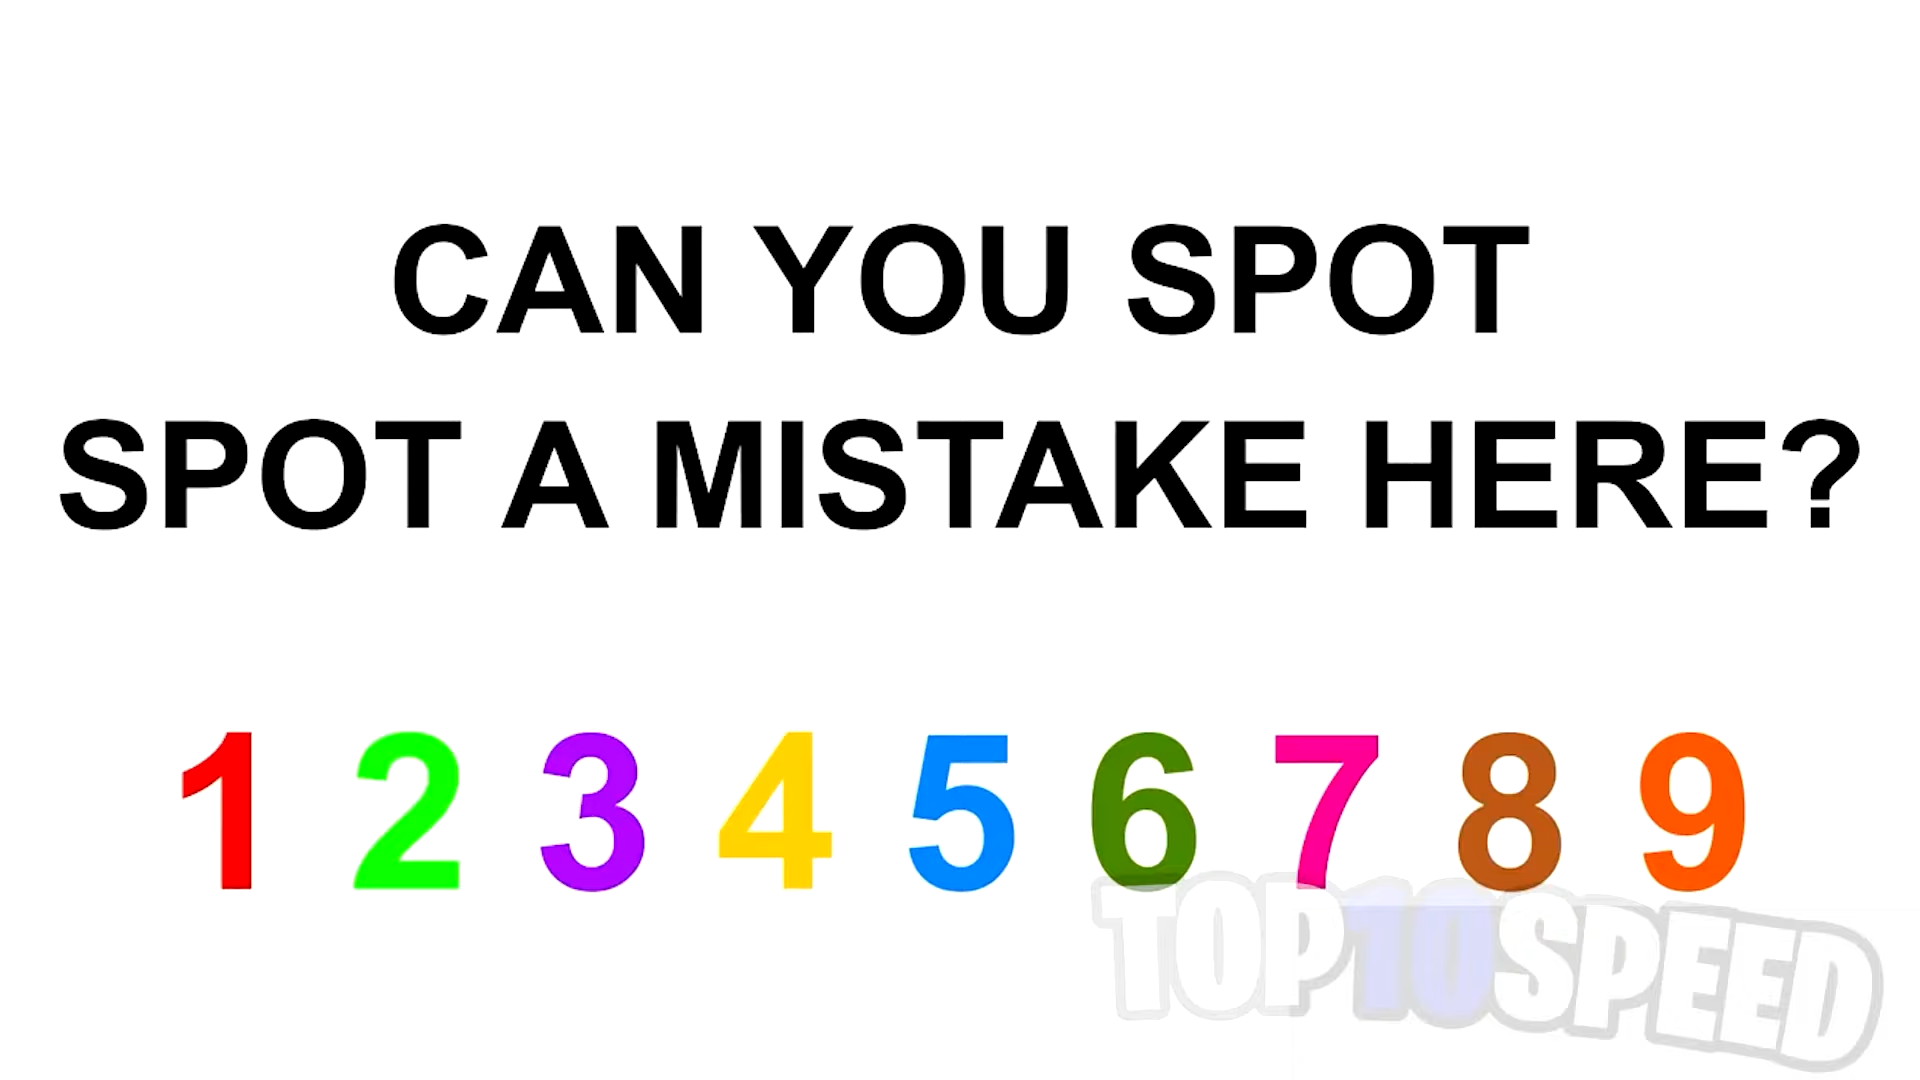 CAN YOU SPOT
SPOT A MISTAKE HERE?
1 2 3 4 5 6 7 8 9
TOP10SPEED